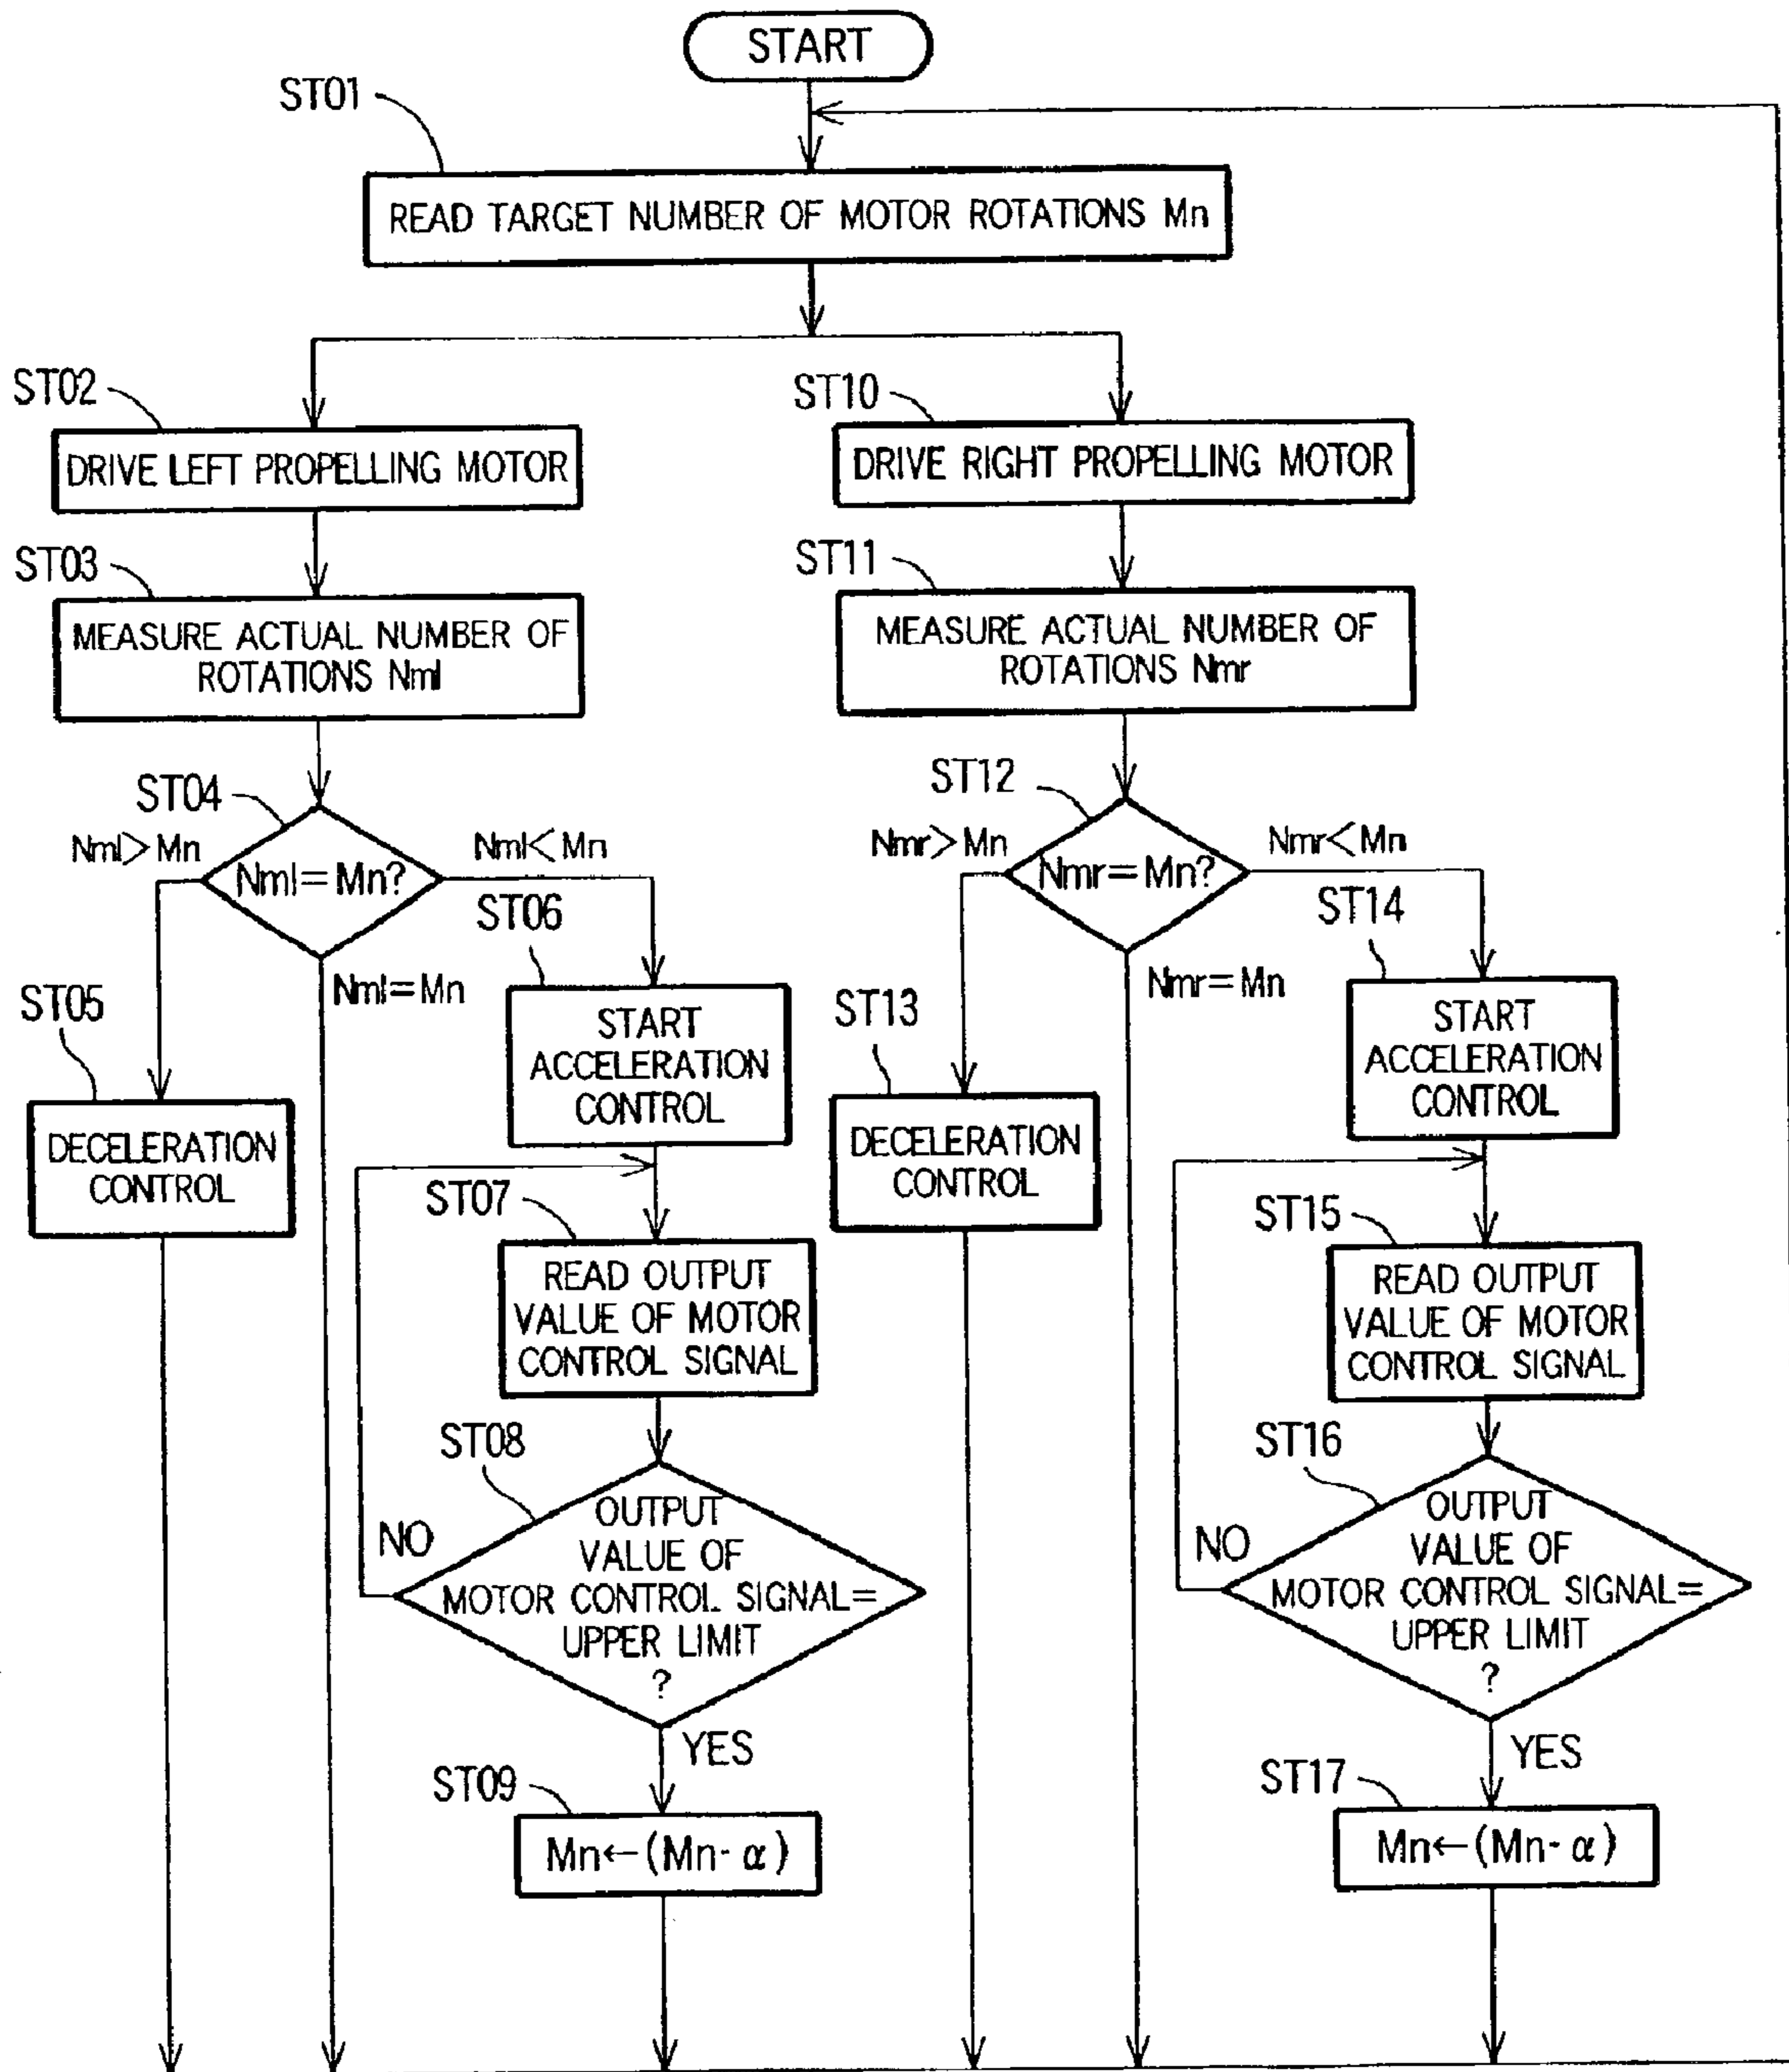 START
ST01
READ TARGET NUMBER OF MOTOR ROTATIONS Mn
ST02
DRIVE LEFT PROPELLING MOTOR
ST10
DRIVE RIGHT PROPELLING MOTOR
ST03
MEASURE ACTUAL NUMBER OF
ROTATIONS Nml
ST11
MEASURE ACTUAL NUMBER OF
ROTATIONS Nmr
ST04
Nml>Mn
Nml=Mn?
Nml<Mn
Nml=Mn
ST12
Nmr>Mn
Nmr=Mn?
Nmr<Mn
Nmr=Mn
ST05
DECELERATION
CONTROL
ST06
START
ACCELERATION
CONTROL
ST13
DECELERATION
CONTROL
ST14
START
ACCELERATION
CONTROL
ST07
READ OUTPUT
VALUE OF MOTOR
CONTROL SIGNAL
ST15
READ OUTPUT
VALUE OF MOTOR
CONTROL SIGNAL
ST08
NO
OUTPUT
VALUE OF
MOTOR CONTROL SIGNAL=
UPPER LIMIT
?
YES
ST16
NO
OUTPUT
VALUE OF
MOTOR CONTROL SIGNAL=
UPPER LIMIT
?
YES
ST09
Mn←(Mn-α)
ST17
Mn←(Mn-α)